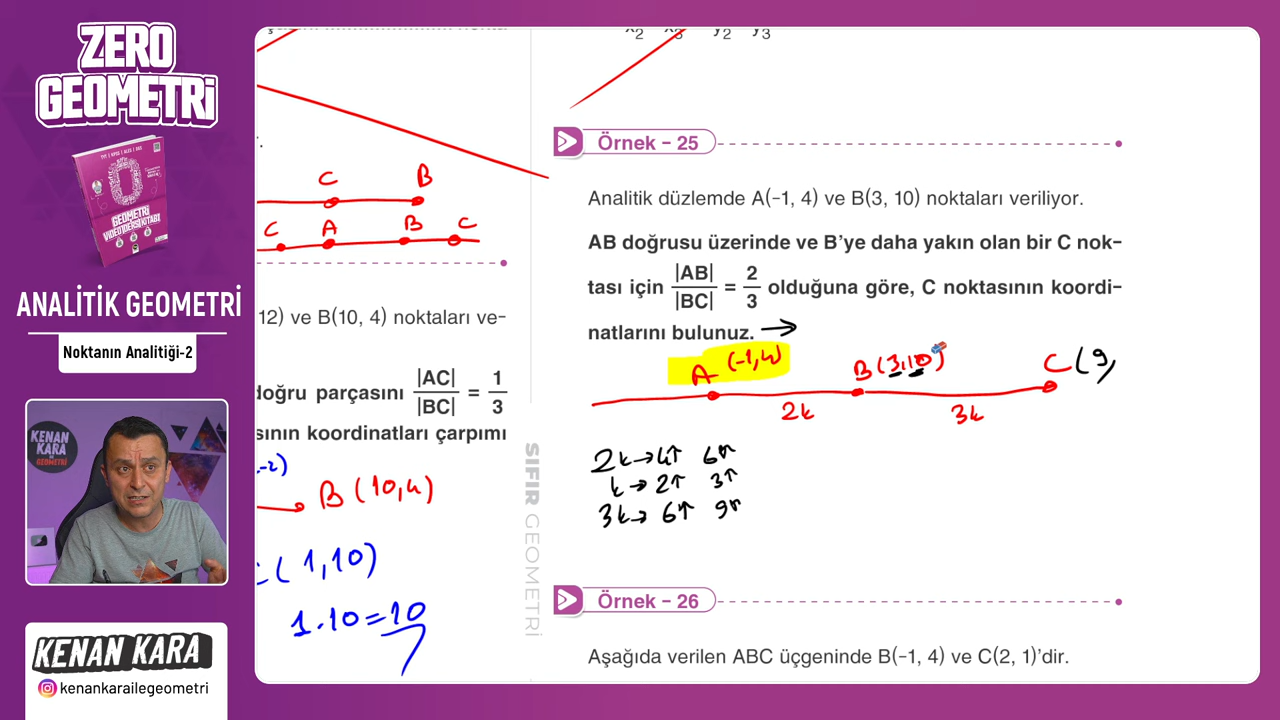 ZERO
GEOMETRİ
GEOMETRİ
VİDEO DERS KİTABI
ANALİTİK GEOMETRİ
Noktanın Analitiği-2
KENAN
KARA
GEOMETRİ
KENAN KARA
kenankarailegeometri
C B
C A B C
12) ve B(10, 4) noktaları ve-
doğru parçasını |AC| / |BC| = 1 / 3
sının koordinatları çarpımı
-2)
B (10,4)
( 1,10)
1.10=10
SIFIR GEOMETRİ
x2 x3 y2 y3
Örnek - 25
Analitik düzlemde A(–1, 4) ve B(3, 10) noktaları veriliyor.
AB doğrusu üzerinde ve B'ye daha yakın olan bir C nok-
tası için |AB| / |BC| = 2 / 3 olduğuna göre, C noktasının koordi-
natlarını bulunuz. →
A (-1,4) B (3,10) C (9,
2k 3k
2k→4↑ 6↑
k→2↑ 3↑
3k→6↑ 9↑
Örnek - 26
Aşağıda verilen ABC üçgeninde B(–1, 4) ve C(2, 1)'dir.